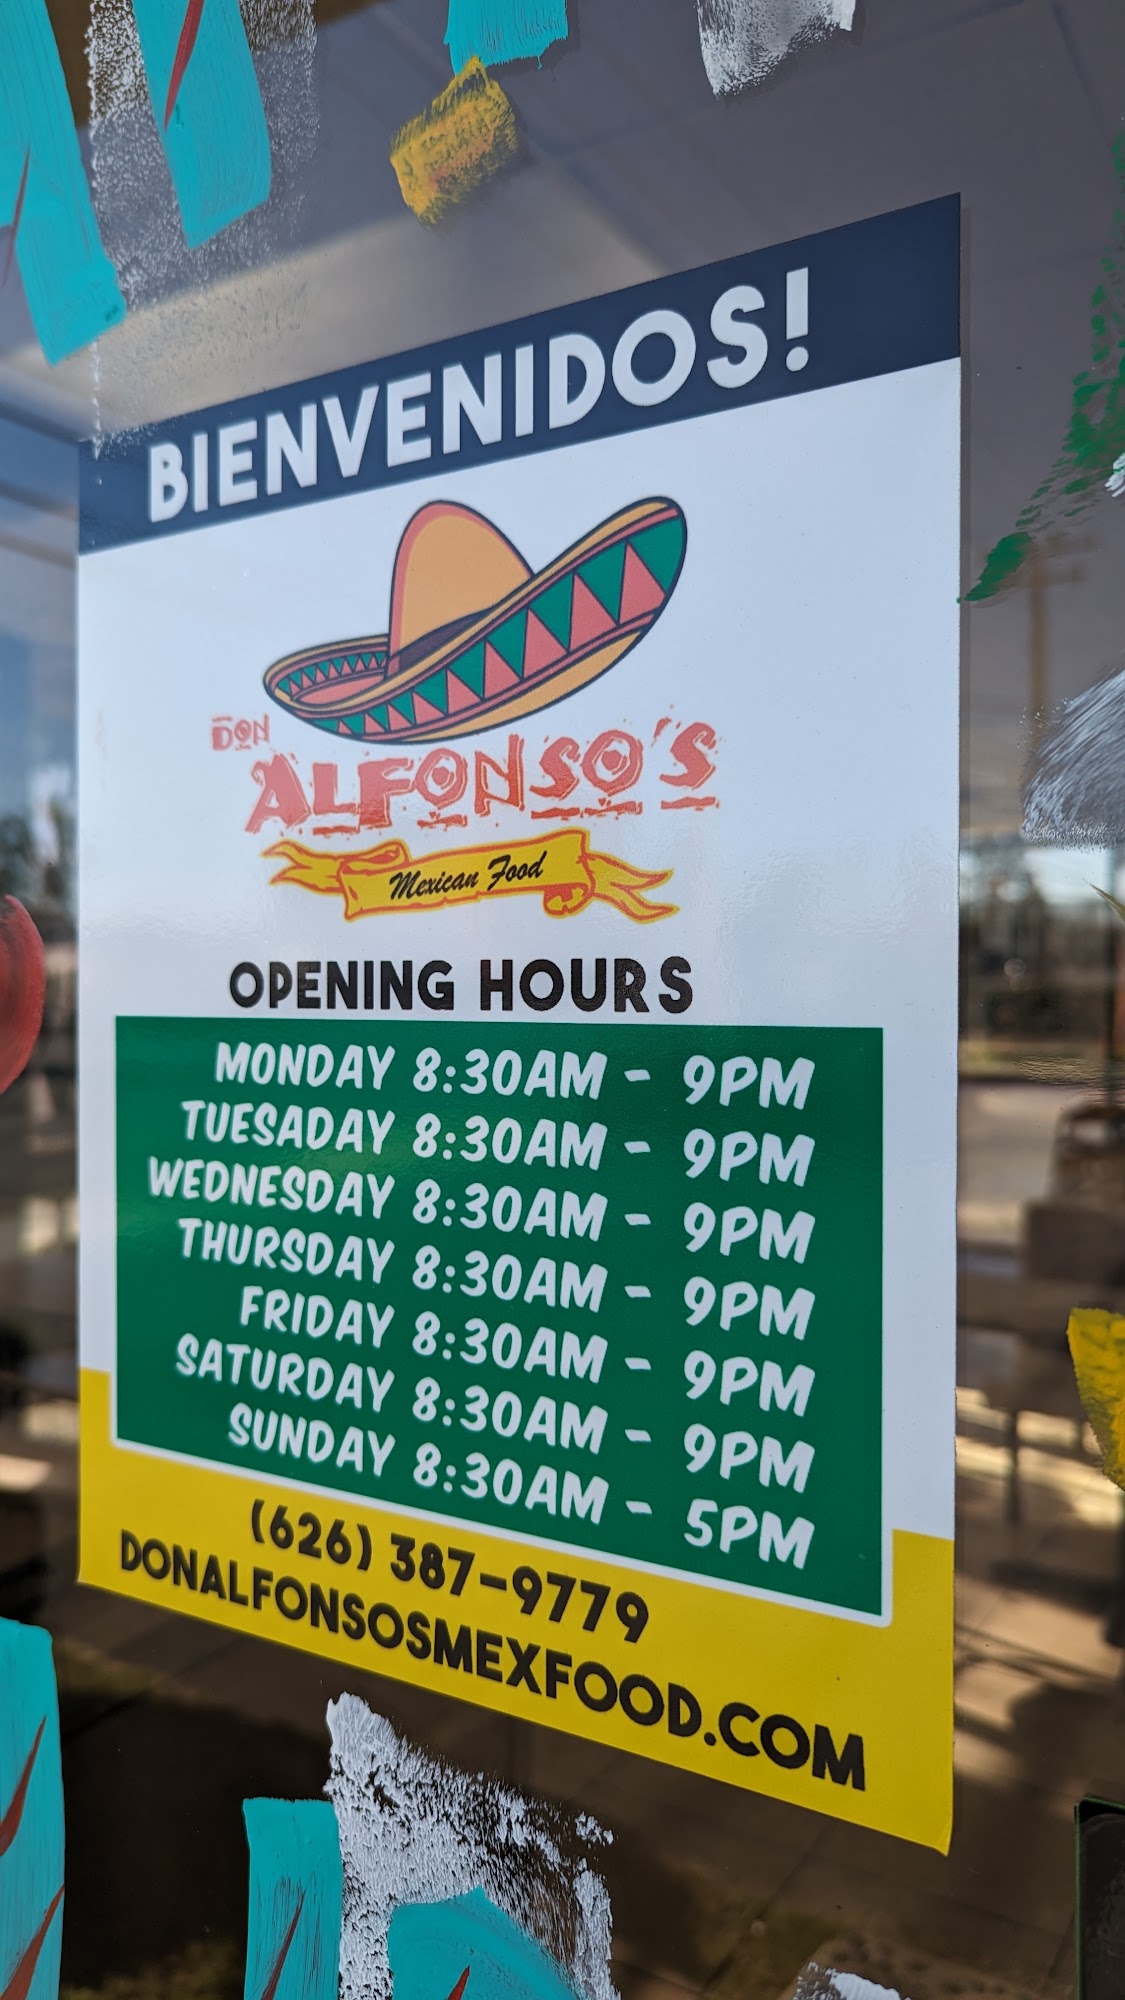 BIENVENIDOS!
DON
ALFONSO'S
Mexican Food
OPENING HOURS
MONDAY 8:30AM - 9PM
TUESADAY 8:30AM - 9PM
WEDNESDAY 8:30AM - 9PM
THURSDAY 8:30AM - 9PM
FRIDAY 8:30AM - 9PM
SATURDAY 8:30AM - 9PM
SUNDAY 8:30AM - 5PM
(626) 387-9779
DONALFONSOSMEXFOOD.COM